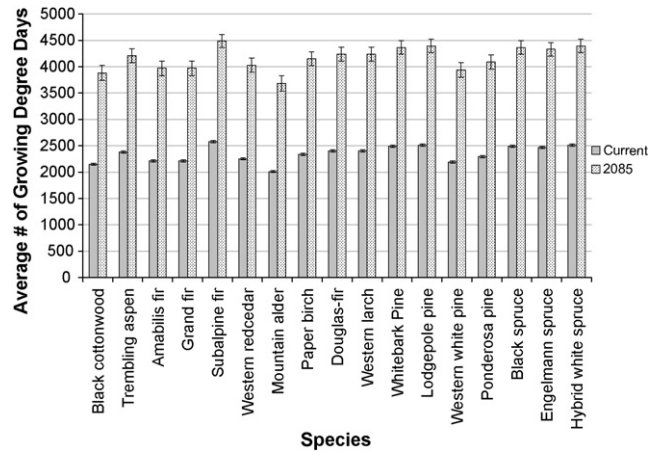 Average # of Growing Degree Days
5000
4500
4000
3500
3000
2500
2000
1500
1000
500
0
Black cottonwood
Trembling aspen
Amabilis fir
Grand fir
Subalpine fir
Western redcedar
Mountain alder
Paper birch
Douglas-fir
Western larch
Whitebark Pine
Lodgepole pine
Western white pine
Ponderosa pine
Black spruce
Engelmann spruce
Hybrid white spruce
Species
Current
2085